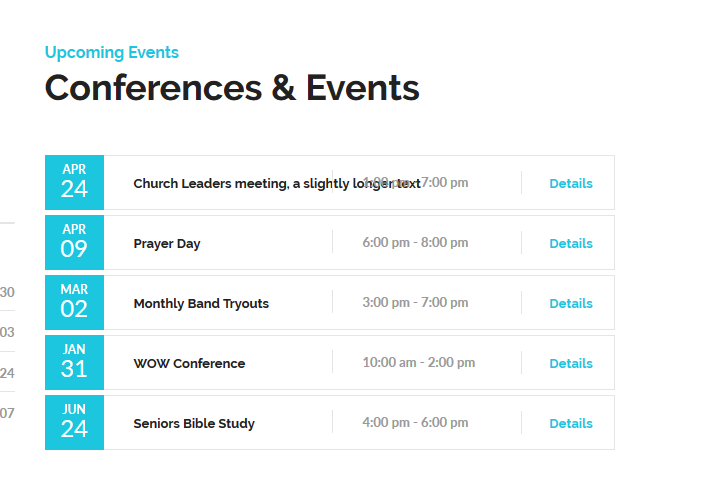 Upcoming Events
Conferences & Events
APR
24
Church Leaders meeting, a slightly longer text
1:00 pm - 7:00 pm
Details
APR
09
Prayer Day
6:00 pm - 8:00 pm
Details
30
MAR
02
Monthly Band Tryouts
3:00 pm - 7:00 pm
Details
03
JAN
31
WOW Conference
10:00 am - 2:00 pm
Details
24
JUN
24
Seniors Bible Study
4:00 pm - 6:00 pm
Details
07